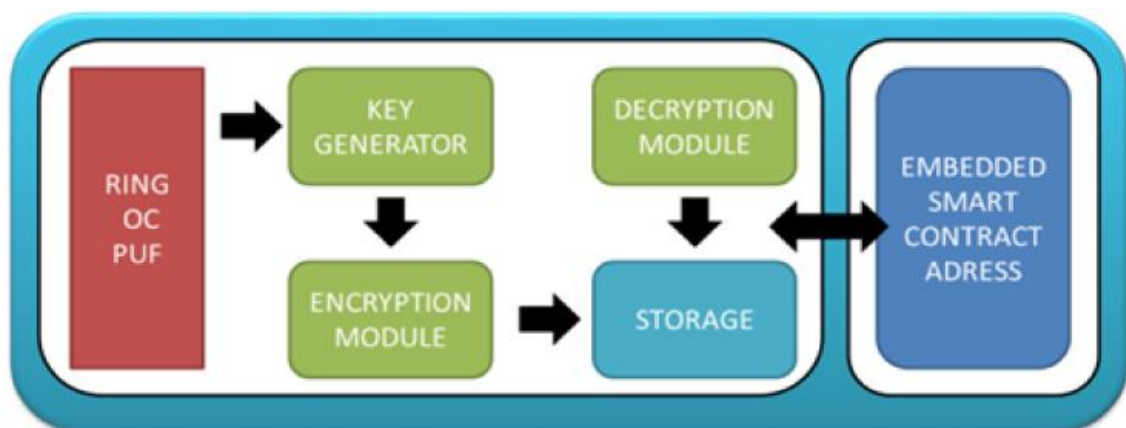 RING
OC
PUF
KEY
GENERATOR
ENCRYPTION
MODULE
DECRYPTION
MODULE
STORAGE
EMBEDDED
SMART
CONTRACT
ADRESS